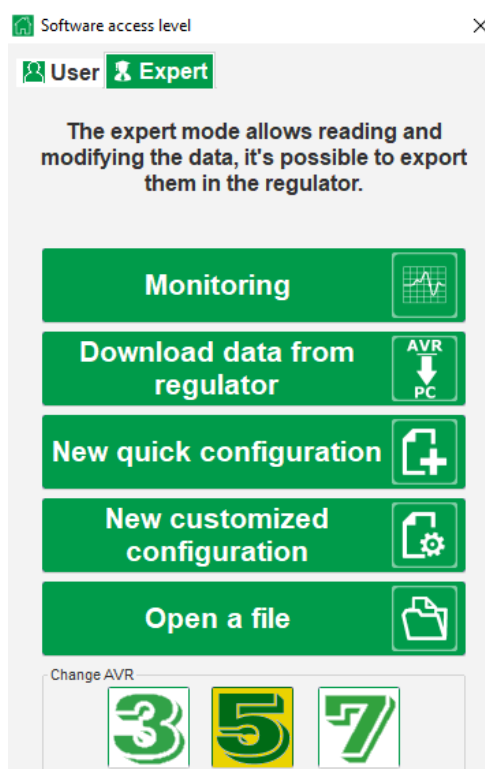 Software access level
User Expert
The expert mode allows reading and
modifying the data, it's possible to export
them in the regulator.
Monitoring
Download data from
regulator
AVR
PC
New quick configuration
New customized
configuration
Open a file
Change AVR
3 5 7